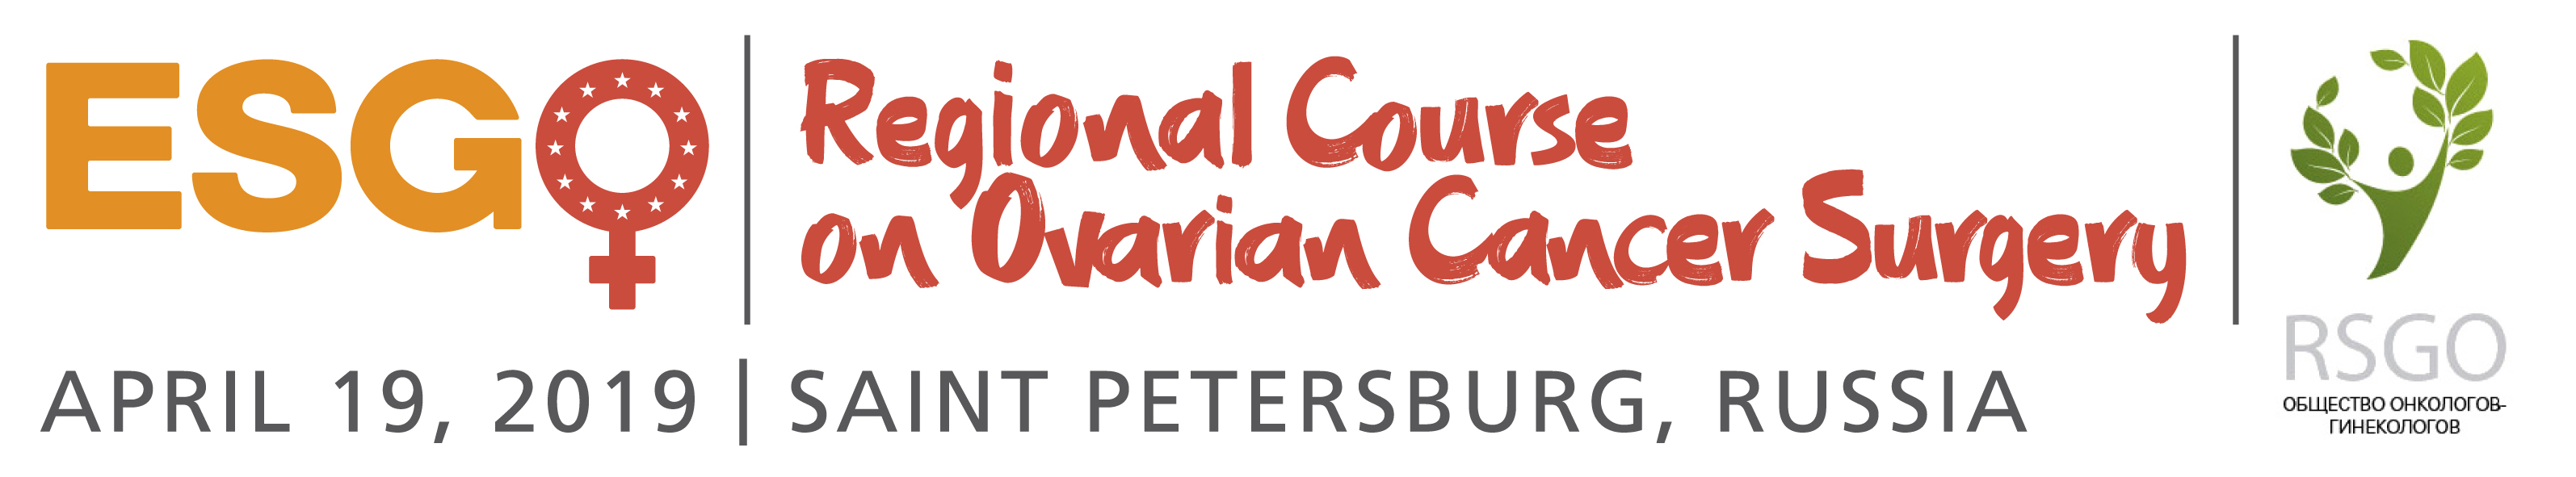 ESGO
Regional Course
on Ovarian Cancer Surgery
APRIL 19, 2019 | SAINT PETERSBURG, RUSSIA
RSGO
ОБЩЕСТВО ОНКОЛОГОВ-
ГИНЕКОЛОГОВ